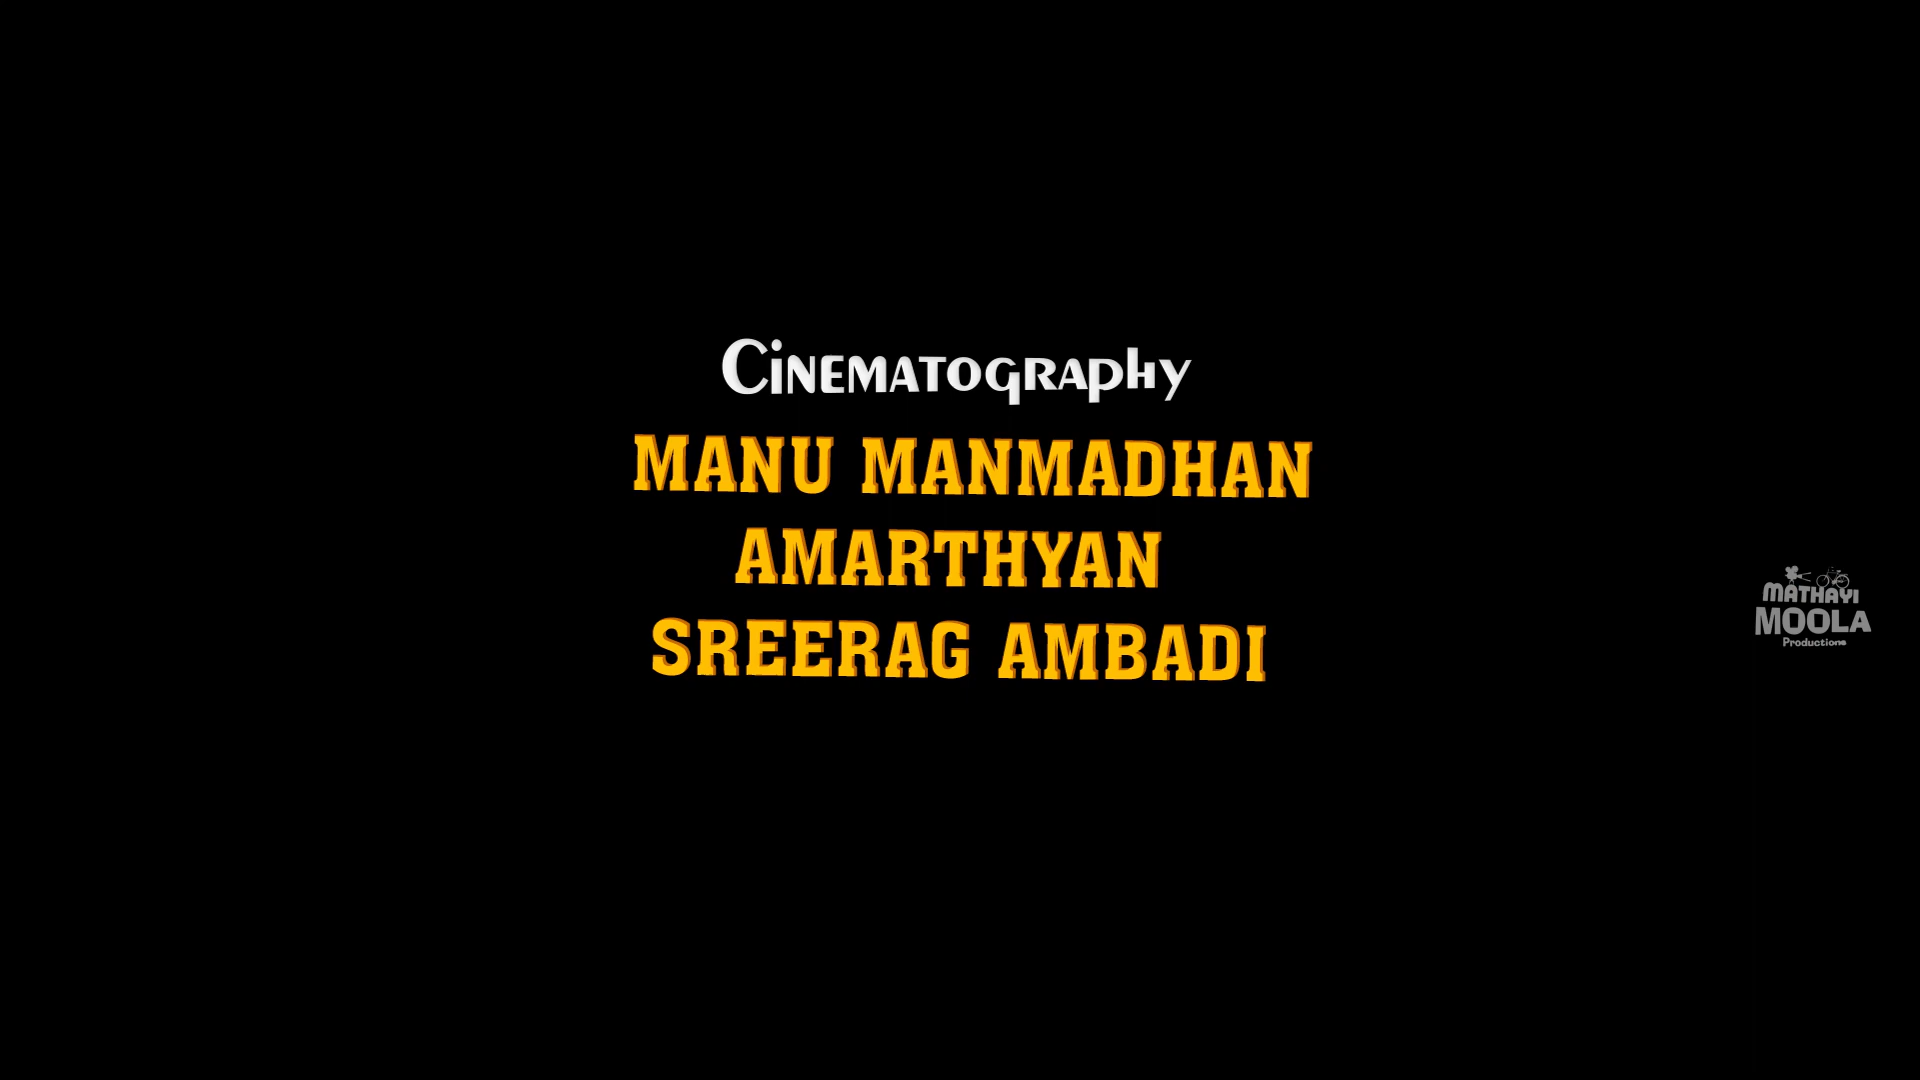 Cinematography
MANU MANMADHAN
AMARTHYAN
SREERAG AMBADI
MATHAYI
MOOLA
Productions